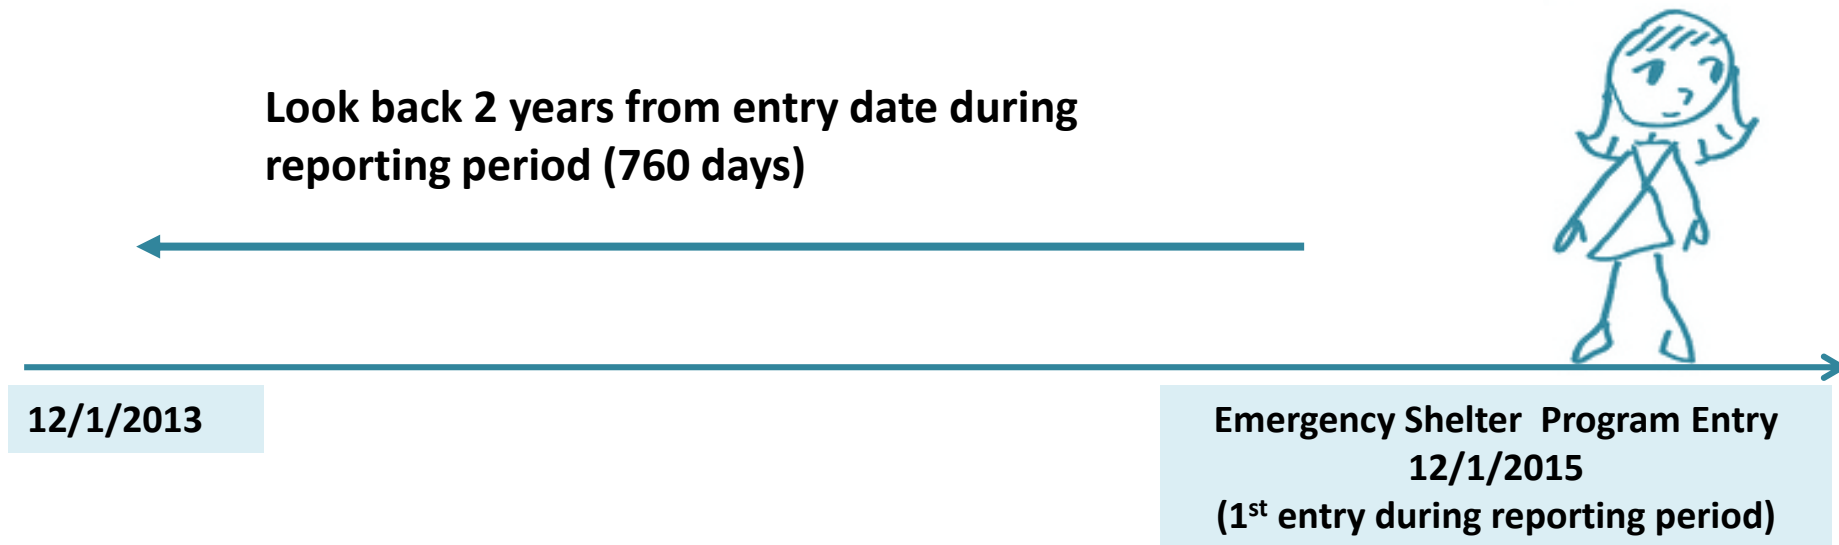 Look back 2 years from entry date during
reporting period (760 days)
12/1/2013
Emergency Shelter Program Entry
12/1/2015
(1st entry during reporting period)